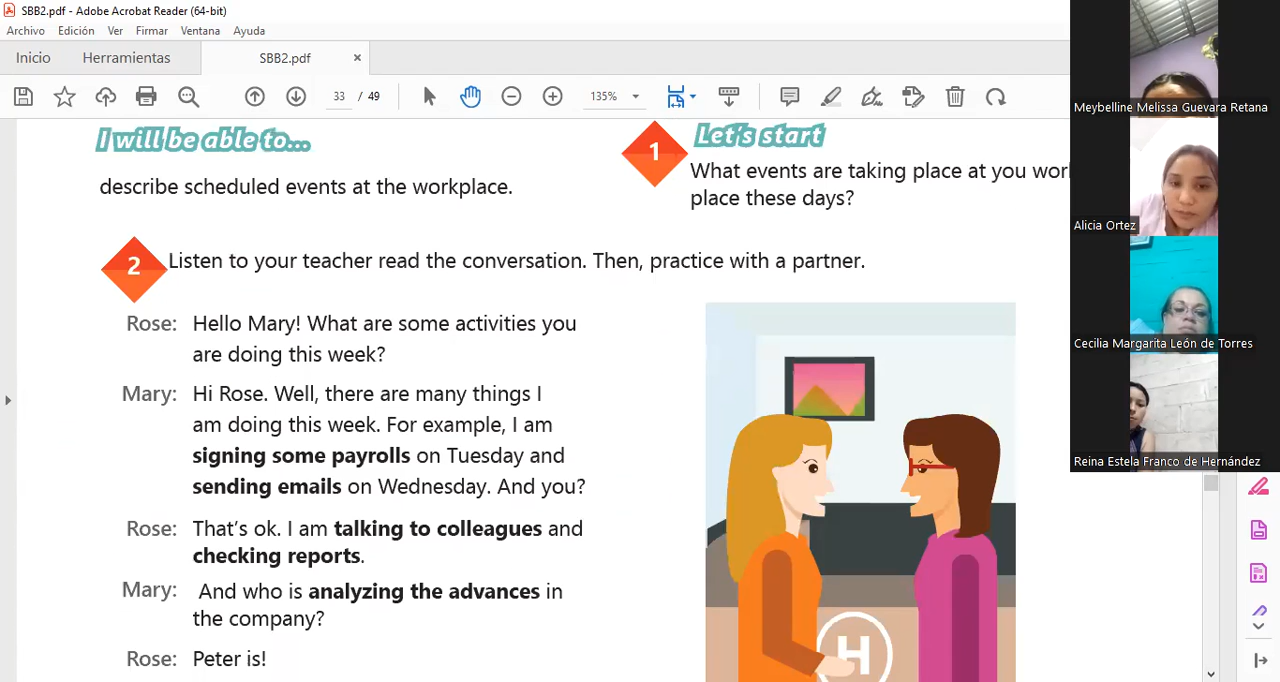 SBB2.pdf - Adobe Acrobat Reader (64-bit)
Archivo Edición Ver Firmar Ventana Ayuda
Inicio Herramientas SBB2.pdf ×
33 / 49 135%
I will be able to...
describe scheduled events at the workplace.
1 Let's start
What events are taking place at you wor
place these days?
2 Listen to your teacher read the conversation. Then, practice with a partner.
Rose: Hello Mary! What are some activities you
are doing this week?
Mary: Hi Rose. Well, there are many things I
am doing this week. For example, I am
signing some payrolls on Tuesday and
sending emails on Wednesday. And you?
Rose: That's ok. I am talking to colleagues and
checking reports.
Mary: And who is analyzing the advances in
the company?
Rose: Peter is!
H
Meybelline Melissa Guevara Retana
Alicia Ortez
Cecilia Margarita León de Torres
Reina Estela Franco de Hernández